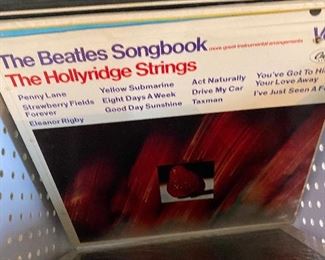 The Beatles Songbook more great instrumental arrangements
The Hollyridge Strings
Penny Lane
Strawberry Fields
Forever
Eleanor Rigby
Yellow Submarine
Eight Days A Week
Good Day Sunshine
Act Naturally
Drive My Car
Taxman
You've Got To Hi
Your Love Away
I've Just Seen A Fa